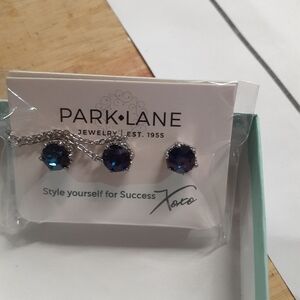 PARK♦LANE
JEWELRY | EST. 1955
Style yourself for Success
Xoxo